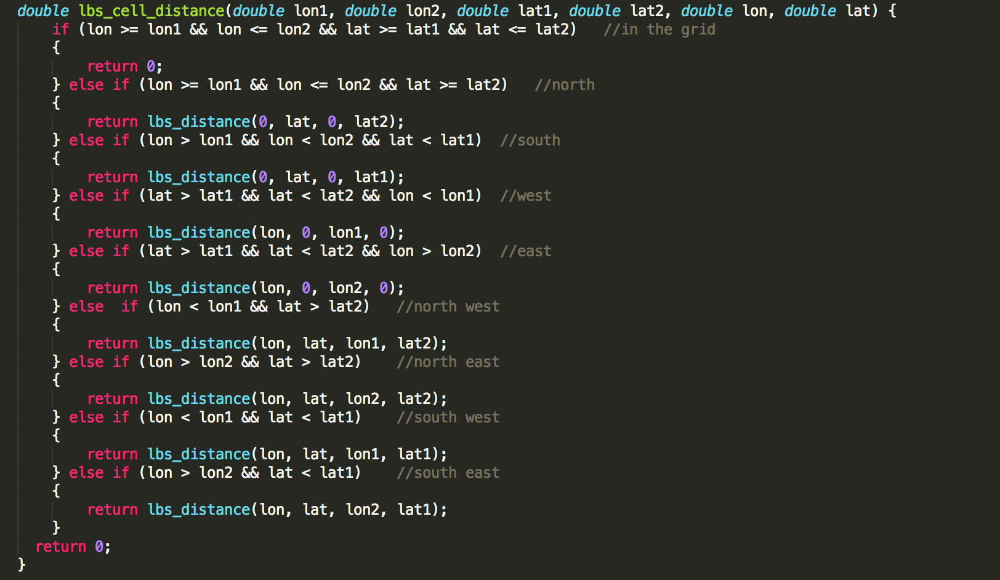 double lbs_cell_distance(double lon1, double lon2, double lat1, double lat2, double lon, double lat) {
    if (lon >= lon1 && lon <= lon2 && lat >= lat1 && lat <= lat2)   //in the grid
    {
        return 0;
    } else if (lon >= lon1 && lon <= lon2 && lat >= lat2)   //north
    {
        return lbs_distance(0, lat, 0, lat2);
    } else if (lon > lon1 && lon < lon2 && lat < lat1)  //south
    {
        return lbs_distance(0, lat, 0, lat1);
    } else if (lat > lat1 && lat < lat2 && lon < lon1)  //west
    {
        return lbs_distance(lon, 0, lon1, 0);
    } else if (lat > lat1 && lat < lat2 && lon > lon2)  //east
    {
        return lbs_distance(lon, 0, lon2, 0);
    } else  if (lon < lon1 && lat > lat2)   //north west
    {
        return lbs_distance(lon, lat, lon1, lat2);
    } else if (lon > lon2 && lat > lat2)    //north east
    {
        return lbs_distance(lon, lat, lon2, lat2);
    } else if (lon < lon1 && lat < lat1)    //south west
    {
        return lbs_distance(lon, lat, lon1, lat1);
    } else if (lon > lon2 && lat < lat1)    //south east
    {
        return lbs_distance(lon, lat, lon2, lat1);
    }
  return 0;
}